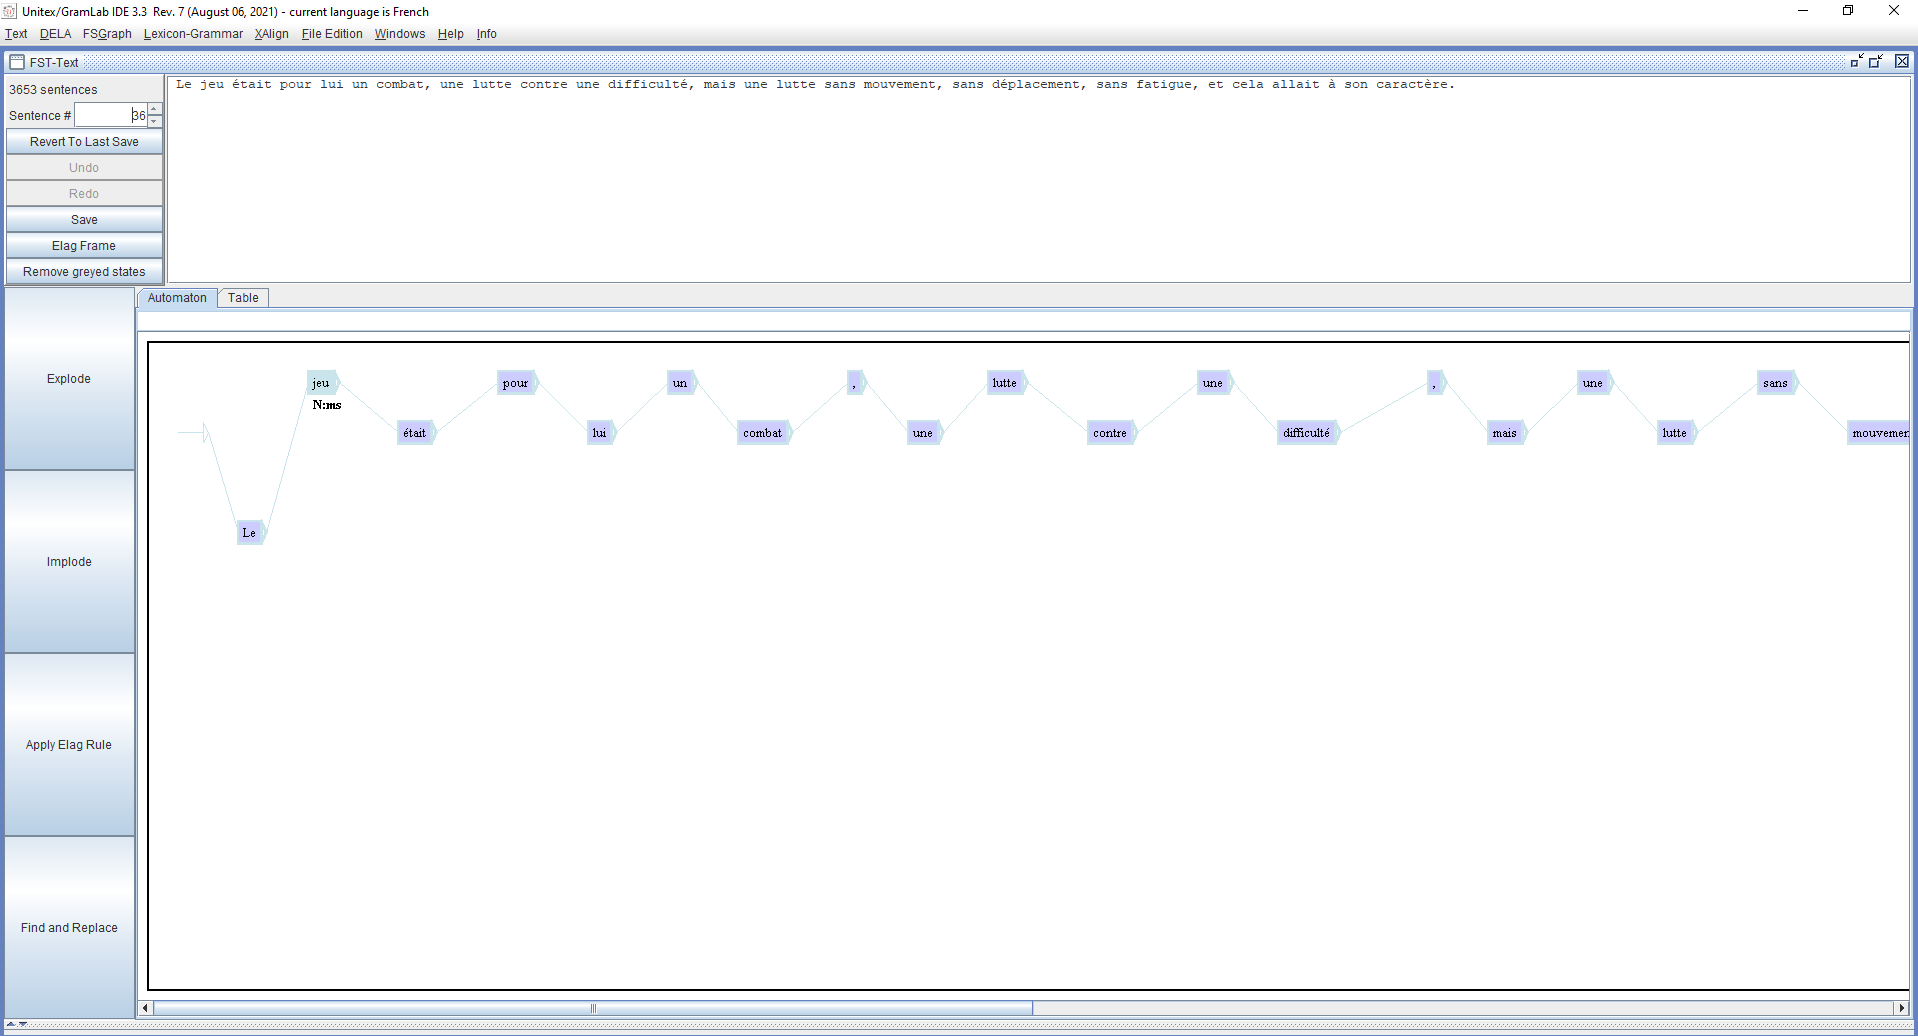 Unitex/GramLab IDE 3.3 Rev. 7 (August 06, 2021) - current language is French
Text DELA FSGraph Lexicon-Grammar XAlign File Edition Windows Help Info
FST-Text
3653 sentences
Sentence # 36
Revert To Last Save
Undo
Redo
Save
Elag Frame
Remove greyed states
Le jeu était pour lui un combat, une lutte contre une difficulté, mais une lutte sans mouvement, sans déplacement, sans fatigue, et cela allait à son caractère.
Automaton Table
Explode
Implode
Apply Elag Rule
Find and Replace
jeu pour un , lutte une , une sans
N:ms
était lui combat une contre difficulté mais lutte mouvemen
Le